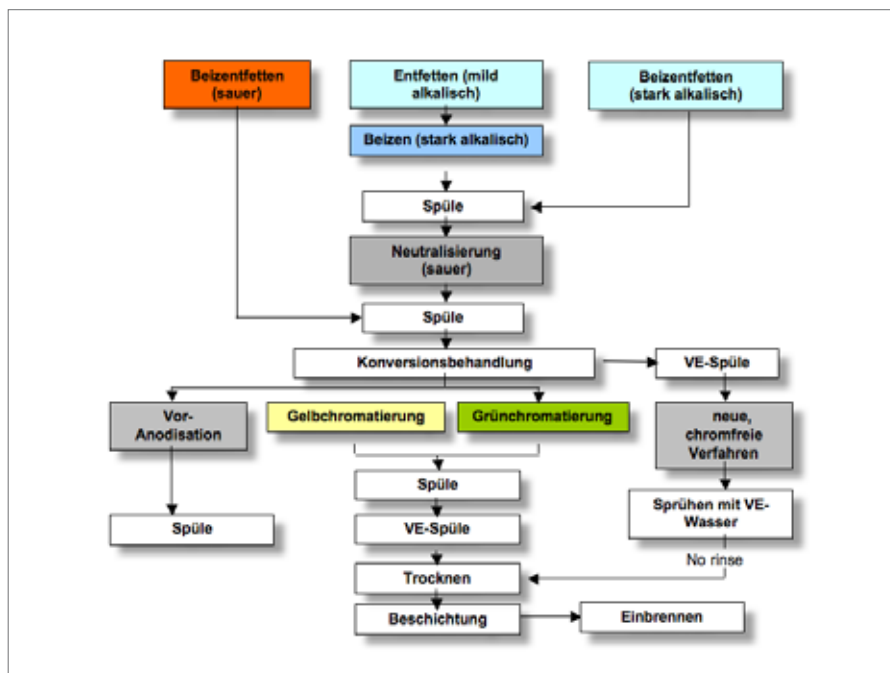 Beizentfetten
(sauer)
Entfetten (mild
alkalisch)
Beizentfetten
(stark alkalisch)
Beizen (stark alkalisch)
Spüle
Neutralisierung
(sauer)
Spüle
Konversionsbehandlung
VE-Spüle
Vor-
Anodisation
Gelbchromatierung
Grünchromatierung
neue,
chromfreie
Verfahren
Spüle
Spüle
VE-Spüle
Sprühen mit VE-
Wasser
No rinse
Trocknen
Beschichtung
Einbrennen